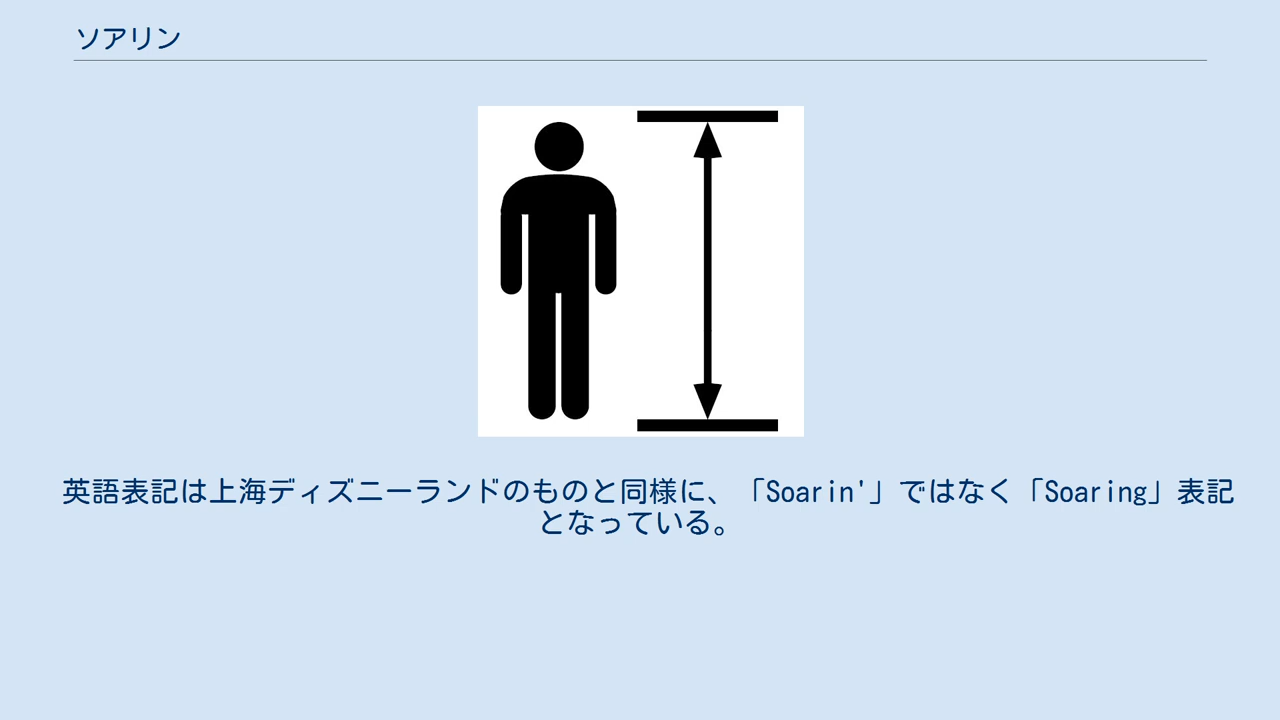 ソアリン
英語表記は上海ディズニーランドのものと同様に、「Soarin'」ではなく「Soaring」表記
となっている。